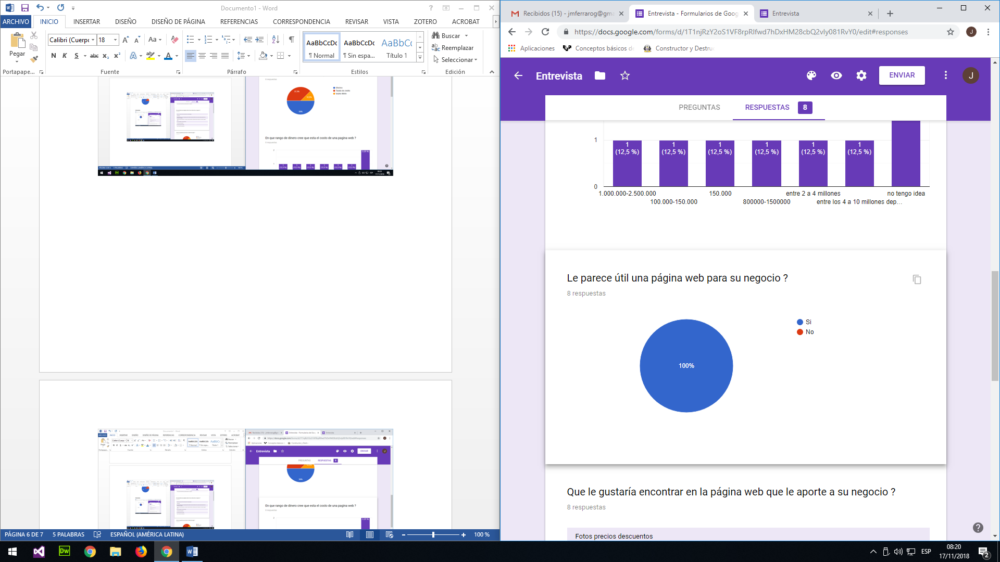 Documento1 - Word
ARCHIVO INICIO INSERTAR DISEÑO DISEÑO DE PÁGINA REFERENCIAS CORRESPONDENCIA REVISAR VISTA ZOTERO ACROBAT
Pegar
Calibri (Cuerpo 18
N K S abc x₂ x²
AaBbCcDc AaBbCcDc AaBbCc
¶ Normal ¶ Sin espa... Título 1
Buscar
Reemplazar
Seleccionar
Portapape... Fuente Párrafo Estilos Edición
En que rango de dinero cree que esta el costo de una pagina web ?
En que rango de dinero cree que esta el costo de una pagina web ?
PÁGINA 6 DE 7 5 PALABRAS ESPAÑOL (AMÉRICA LATINA) 100 %
Recibidos (15) - jmferrarog@gma
Entrevista - Formularios de Goog
Entrevista
https://docs.google.com/forms/d/1T1njRzY2oS1VF8rpRlfwd7hDxHM28cbQ2vly081RvY0/edit#responses
Aplicaciones Conceptos básicos d Constructor y Destru
Entrevista
ENVIAR
J
PREGUNTAS RESPUESTAS 8
1
1 1 1 1 1 1
(12,5 %) (12,5 %) (12,5 %) (12,5 %) (12,5 %) (12,5 %)
0
1.000.000-2.500.000 150.000 entre 2 a 4 millones no tengo idea
100.000-150.000 800000-1500000 entre los 4 a 10 millones dep…
Le parece útil una página web para su negocio ?
8 respuestas
Si
No
100%
Que le gustaría encontrar en la página web que le aporte a su negocio ?
8 respuestas
Fotos precios descuentos
ESP
08:20
17/11/2018
2